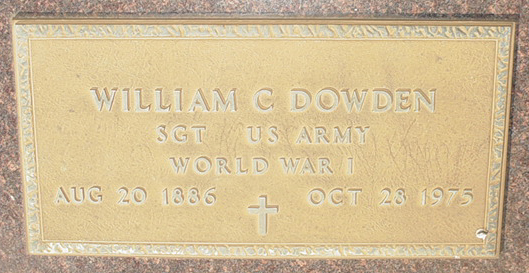 WILLIAM C DOWDEN
SGT US ARMY
WORLD WAR I
AUG 20 1886 OCT 28 1975